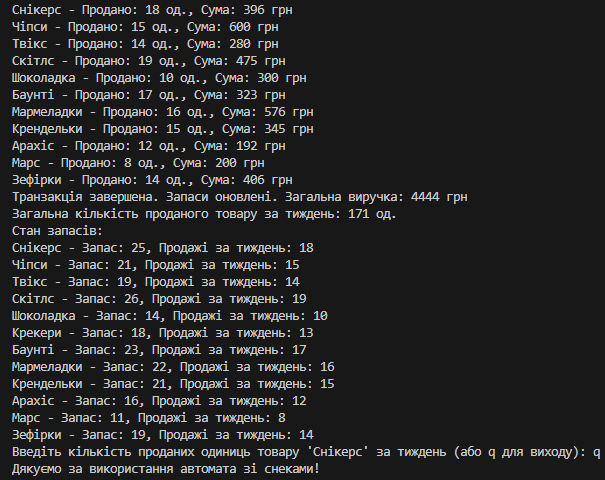 Снікерс - Продано: 18 од., Сума: 396 грн
Чіпси - Продано: 15 од., Сума: 600 грн
Твікс - Продано: 14 од., Сума: 280 грн
Скітлс - Продано: 19 од., Сума: 475 грн
Шоколадка - Продано: 10 од., Сума: 300 грн
Баунті - Продано: 17 од., Сума: 323 грн
Мармеладки - Продано: 16 од., Сума: 576 грн
Крендельки - Продано: 15 од., Сума: 345 грн
Арахіс - Продано: 12 од., Сума: 192 грн
Марс - Продано: 8 од., Сума: 200 грн
Зефірки - Продано: 14 од., Сума: 406 грн
Транзакція завершена. Запаси оновлені. Загальна виручка: 4444 грн
Загальна кількість проданого товару за тиждень: 171 од.
Стан запасів:
Снікерс - Запас: 25, Продажі за тиждень: 18
Чіпси - Запас: 21, Продажі за тиждень: 15
Твікс - Запас: 19, Продажі за тиждень: 14
Скітлс - Запас: 26, Продажі за тиждень: 19
Шоколадка - Запас: 14, Продажі за тиждень: 10
Крекери - Запас: 18, Продажі за тиждень: 13
Баунті - Запас: 23, Продажі за тиждень: 17
Мармеладки - Запас: 22, Продажі за тиждень: 16
Крендельки - Запас: 21, Продажі за тиждень: 15
Арахіс - Запас: 16, Продажі за тиждень: 12
Марс - Запас: 11, Продажі за тиждень: 8
Зефірки - Запас: 19, Продажі за тиждень: 14
Введіть кількість проданих одиниць товару 'Снікерс' за тиждень (або q для виходу): q
Дякуємо за використання автомата зі снеками!